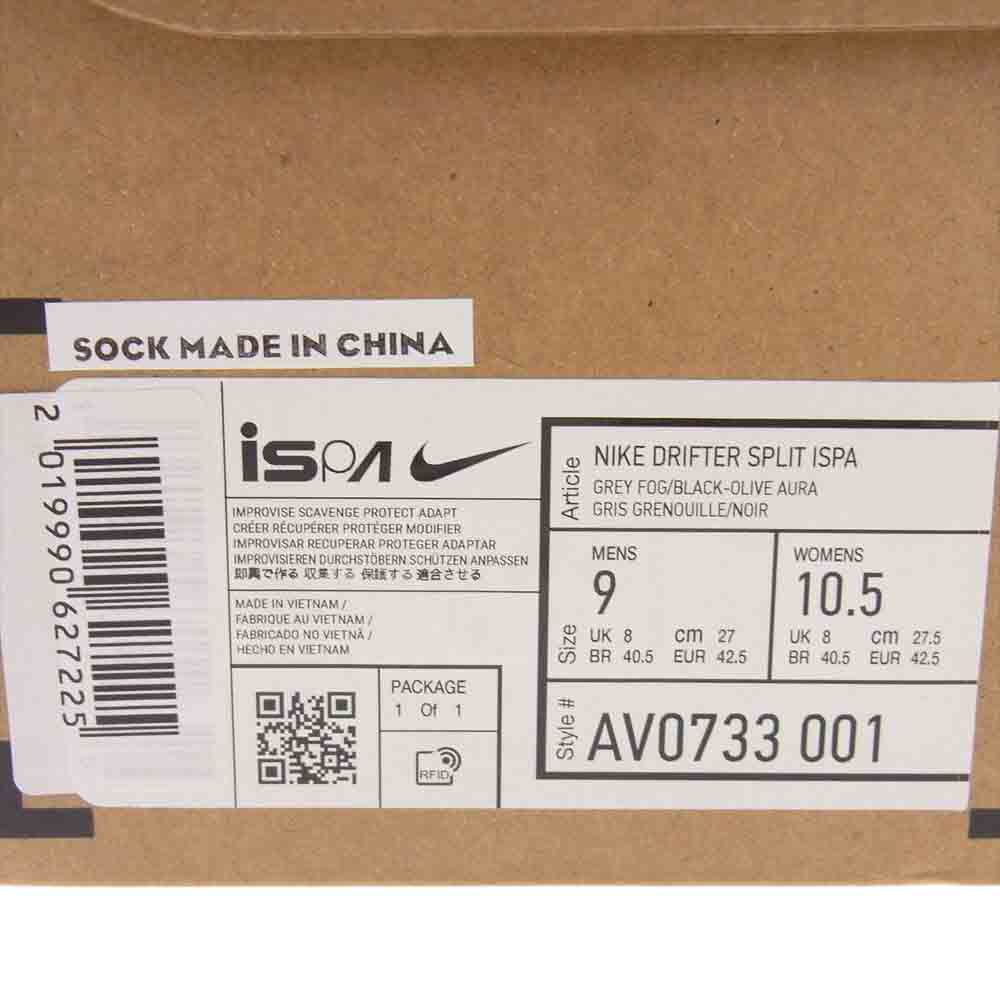 SOCK MADE IN CHINA
2 019990 627225
iSPA
IMPROVISE SCAVENGE PROTECT ADAPT
CRÉER RÉCUPÉRER PROTÉGER MODIFIER
IMPROVISAR RECUPERAR PROTEGER ADAPTAR
IMPROVISIEREN DURCHSTÖBERN SCHÜTZEN ANPASSEN
即興で作る 収集する 保護する 適合させる
MADE IN VIETNAM /
FABRIQUE AU VIETNAM /
FABRICADO NO VIETNÃ /
HECHO EN VIETNAM
PACKAGE
1 Of 1
RFID
Article
NIKE DRIFTER SPLIT ISPA
GREY FOG/BLACK-OLIVE AURA
GRIS GRENOUILLE/NOIR
Size
MENS
9
UK 8 cm 27
BR 40.5 EUR 42.5
WOMENS
10.5
UK 8 cm 27.5
BR 40.5 EUR 42.5
Style #
AV0733 001